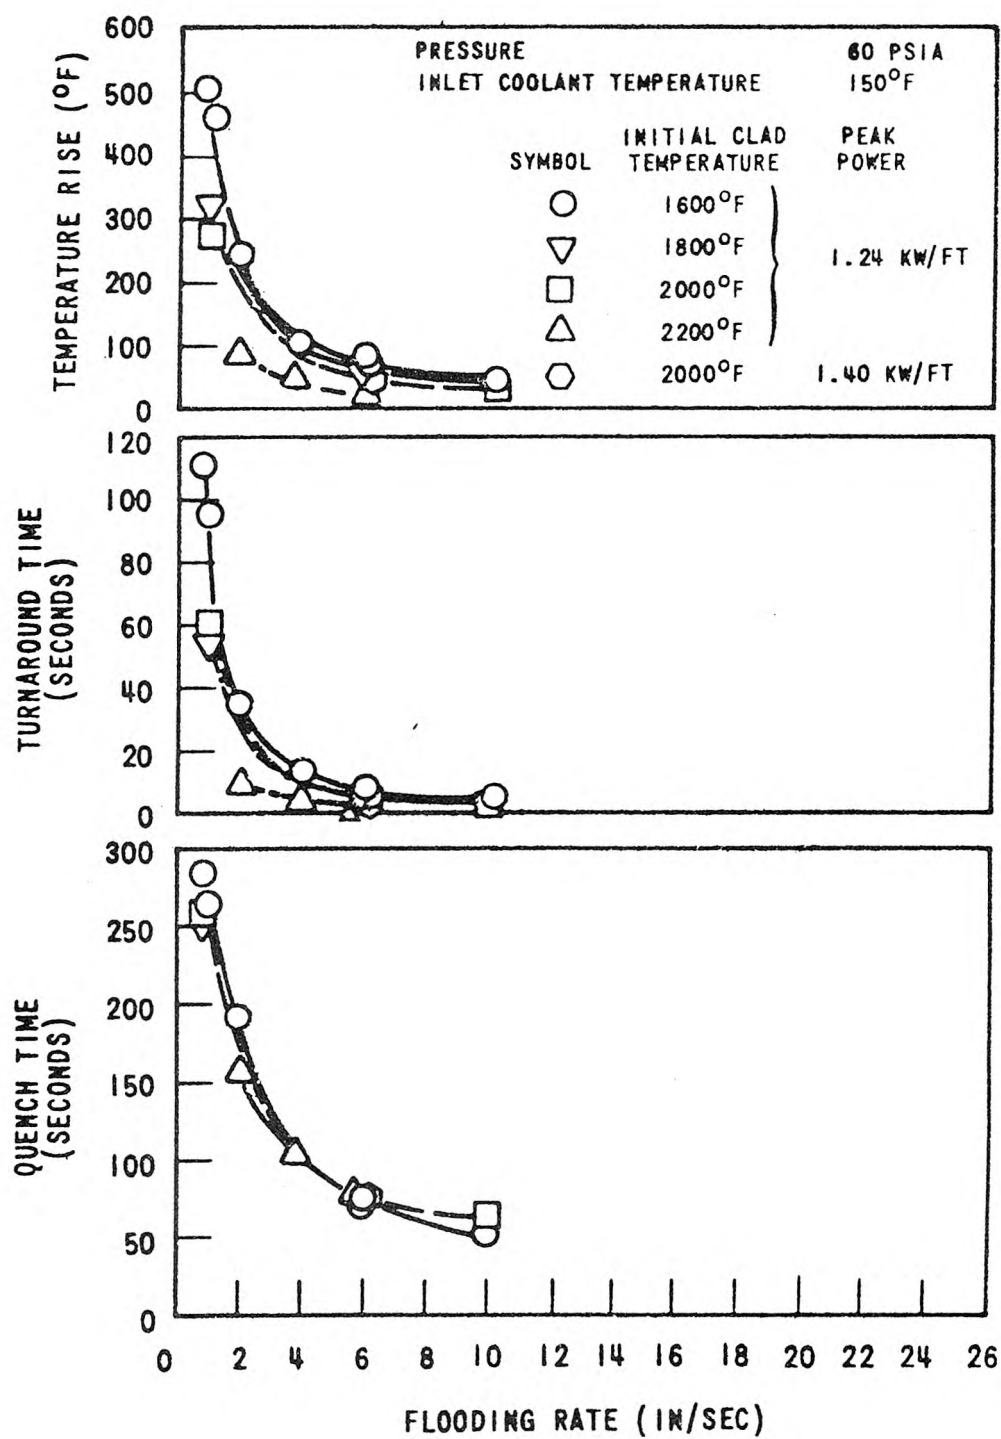 TEMPERATURE RISE (°F)
600
500
400
300
200
100
0
PRESSURE 60 PSIA
INLET COOLANT TEMPERATURE 150°F
SYMBOL INITIAL CLAD TEMPERATURE PEAK POWER
1600°F
1800°F
2000°F
2200°F
1.24 KW/FT
2000°F 1.40 KW/FT
TURNAROUND TIME
(SECONDS)
120
100
80
60
40
20
0
QUENCH TIME
(SECONDS)
300
250
200
150
100
50
0
0 2 4 6 8 10 12 14 16 18 20 22 24 26
FLOODING RATE (IN/SEC)